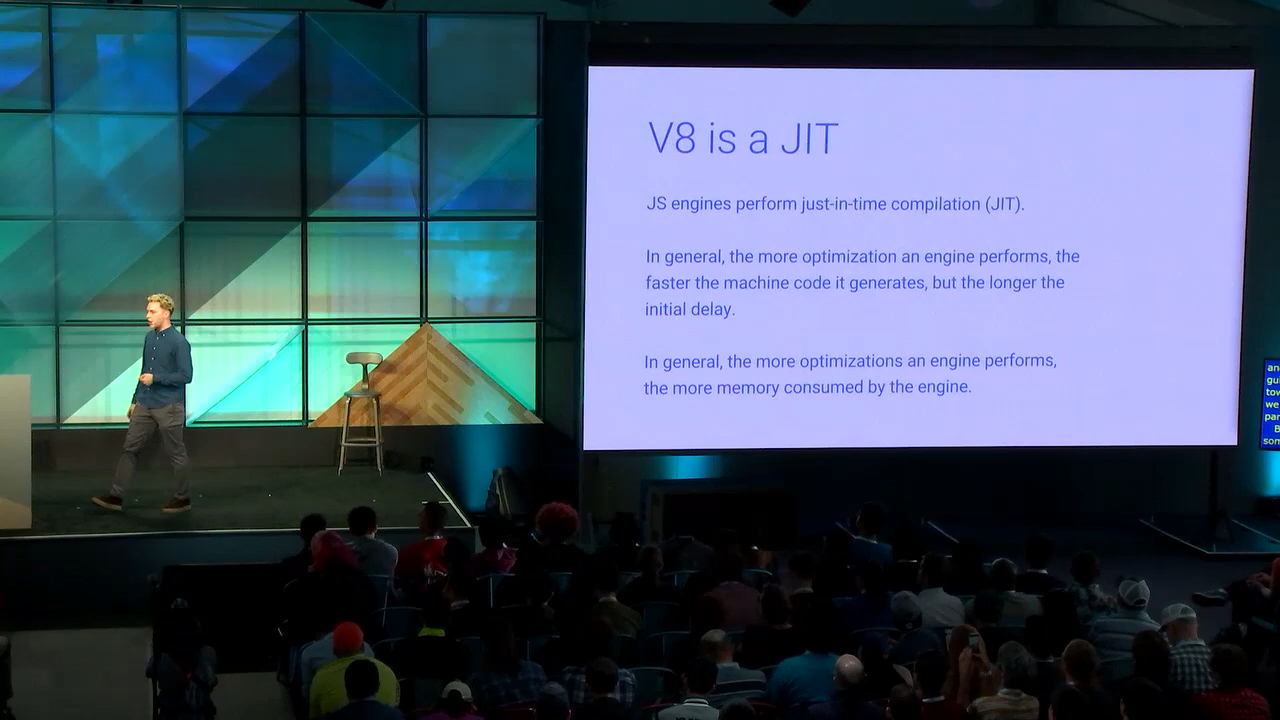 V8 is a JIT
JS engines perform just-in-time compilation (JIT).
In general, the more optimization an engine performs, the
faster the machine code it generates, but the longer the
initial delay.
In general, the more optimizations an engine performs,
the more memory consumed by the engine.
we